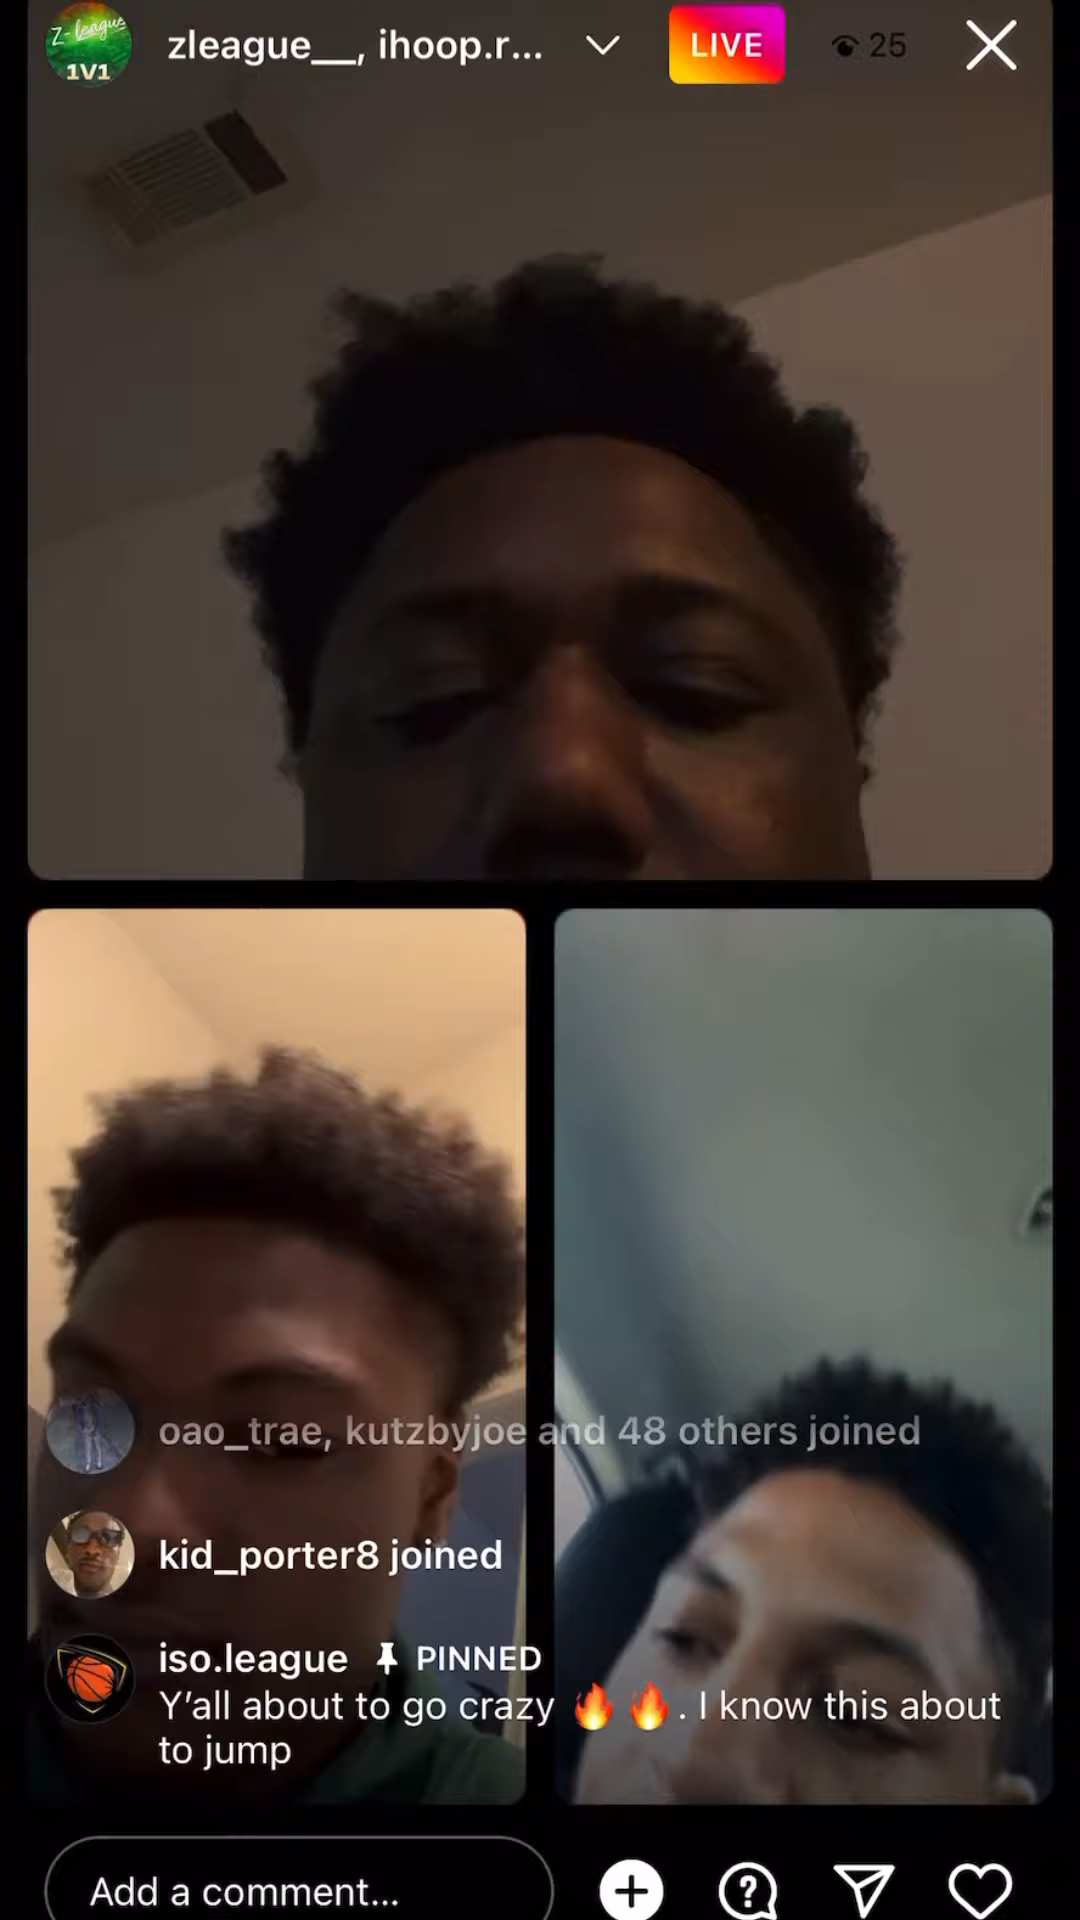 Z-league
1V1
zleague__, ihoop.r...
LIVE
25
oao_trae, kutzbyjoe and 48 others joined
kid_porter8 joined
iso.league PINNED
Y’all about to go crazy 🔥🔥. I know this about
to jump
Add a comment...